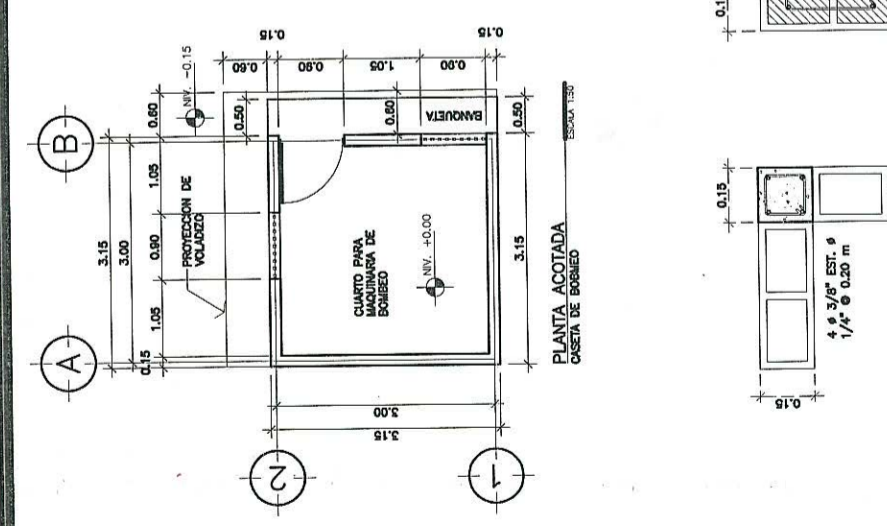 B
A
2
1
3.15
3.00
0.15
1.05
0.90
1.05
0.60
0.50
NIV. -0.15
0.15
0.60
0.90
1.05
0.90
0.15
PROYECCION DE
VOLADIZO
CUARTO PARA
MAQUINARIA DE
BOMBEO
NIV. +0.00
BANQUETA
0.60
0.50
3.15
3.00
3.15
PLANTA ACOTADA
CASETA DE BOBMEO
ESCALA 1:50
0.15
0.15
4 ø 3/8" EST. ø
1/4" @ 0.20 m